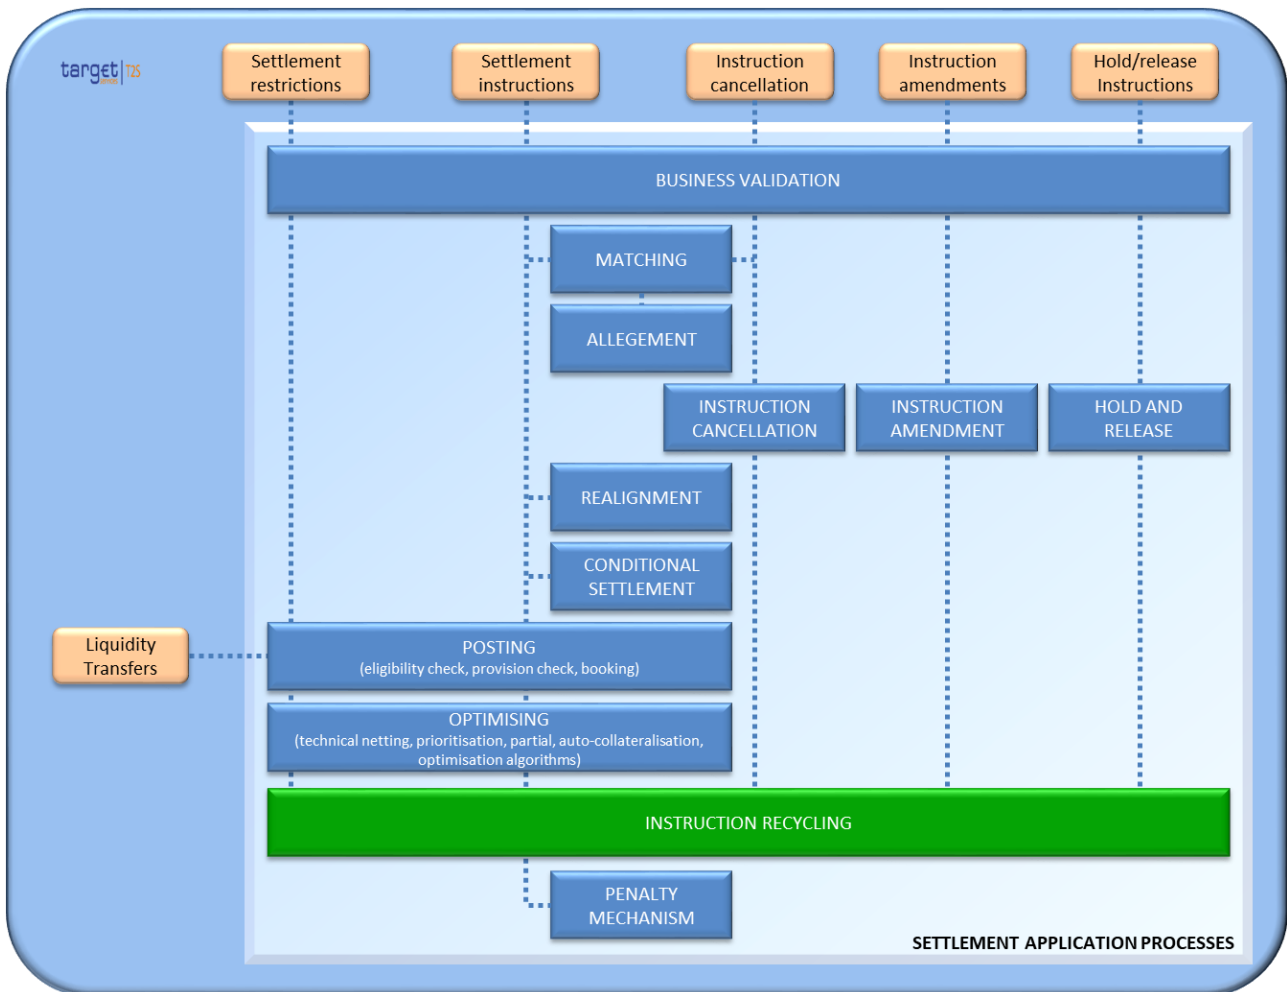 target | T2S
Settlement
restrictions
Settlement
instructions
Instruction
cancellation
Instruction
amendments
Hold/release
Instructions
BUSINESS VALIDATION
MATCHING
ALLEGEMENT
INSTRUCTION
CANCELLATION
INSTRUCTION
AMENDMENT
HOLD AND
RELEASE
REALIGNMENT
CONDITIONAL
SETTLEMENT
Liquidity
Transfers
POSTING
(eligibility check, provision check, booking)
OPTIMISING
(technical netting, prioritisation, partial, auto-collateralisation,
optimisation algorithms)
INSTRUCTION RECYCLING
PENALTY
MECHANISM
SETTLEMENT APPLICATION PROCESSES